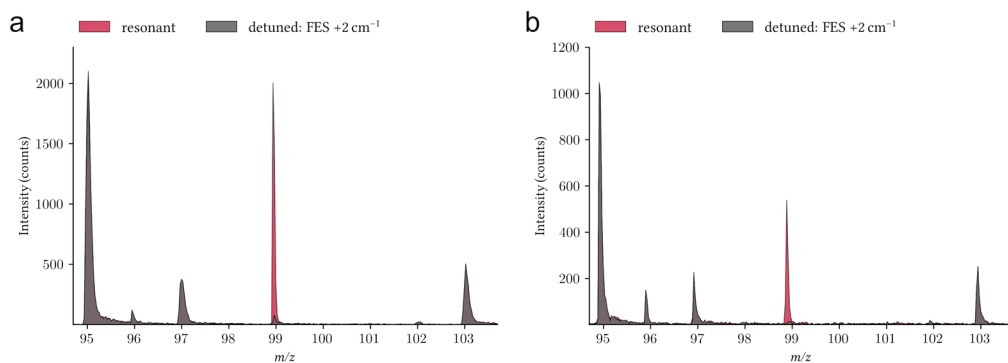 a
resonant
detuned: FES +2 cm⁻¹
Intensity (counts)
2000
1500
1000
500
95 96 97 98 99 100 101 102 103
m/z
b
resonant
detuned: FES +2 cm⁻¹
Intensity (counts)
1200
1000
800
600
400
200
95 96 97 98 99 100 101 102 103
m/z